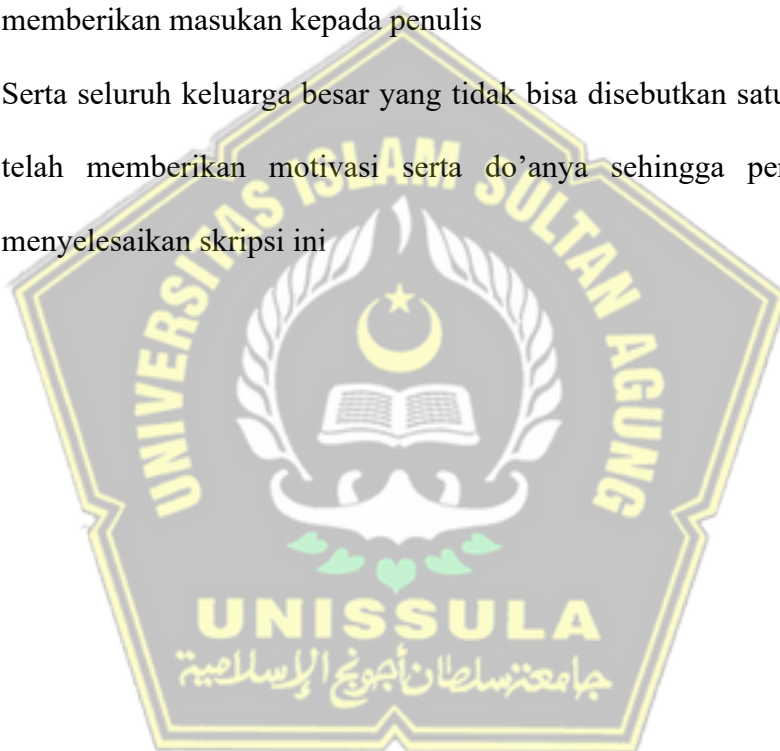 memberikan masukan kepada penulis
Serta seluruh keluarga besar yang tidak bisa disebutkan satu
telah memberikan motivasi serta do’anya sehingga
menyelesaikan skripsi ini
UNIVERSITAS ISLAM SULTAN AGUNG
UNISSULA
جامعة سلطان أجونج الإسلامية